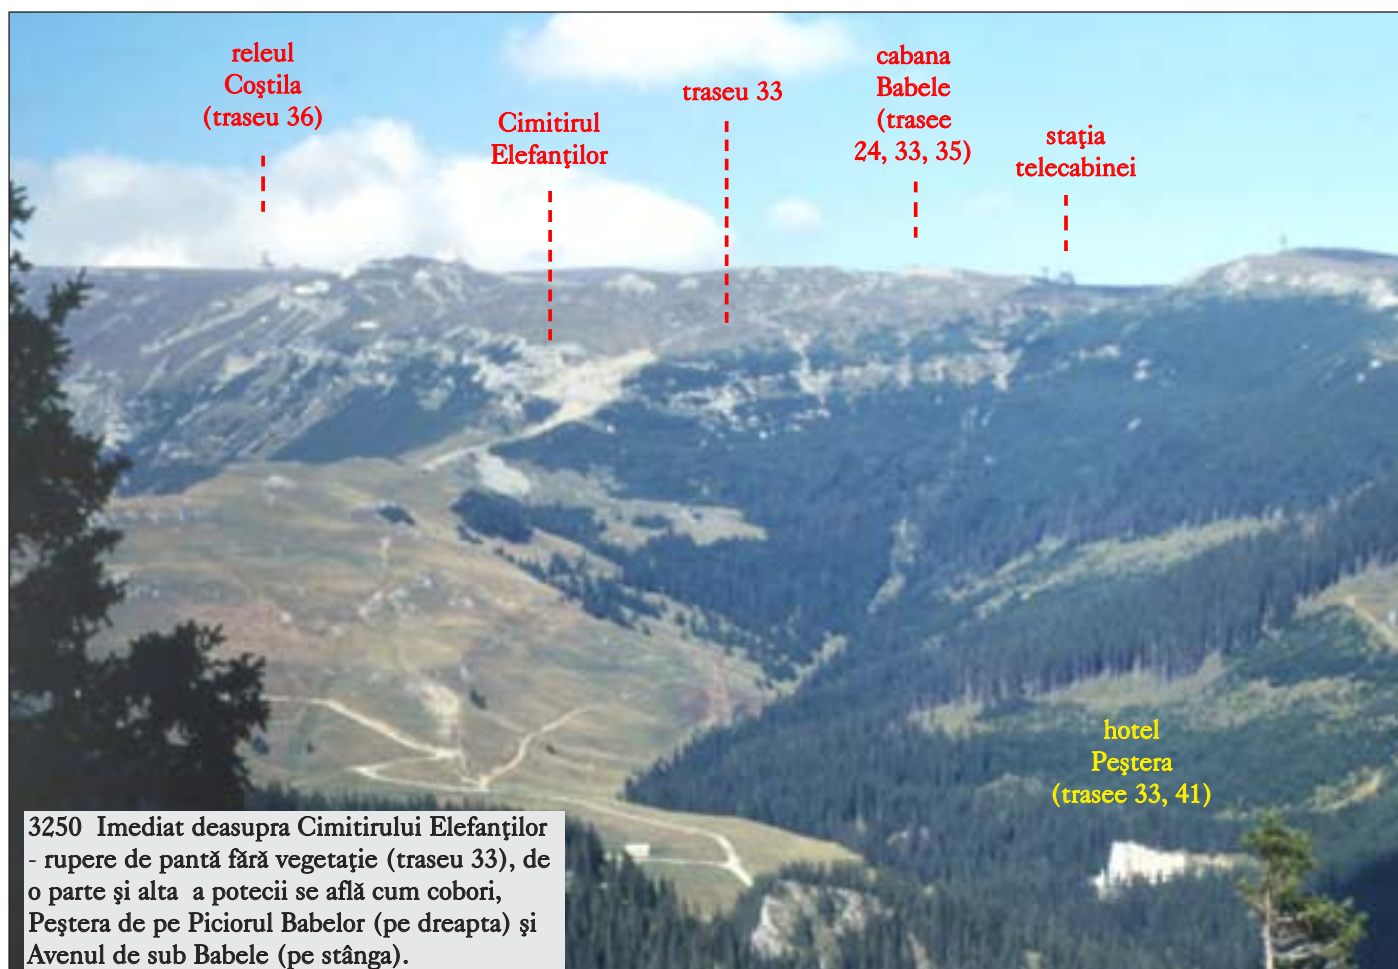 releul
Coştila
(traseu 36)
Cimitirul
Elefanţilor
traseu 33
cabana
Babele
(trasee
24, 33, 35)
staţia
telecabinei
hotel
Peştera
(trasee 33, 41)
3250 Imediat deasupra Cimitirului Elefanţilor
- rupere de pantă fără vegetaţie (traseu 33), de
o parte şi alta a potecii se află cum cobori,
Peştera de pe Piciorul Babelor (pe dreapta) şi
Avenul de sub Babele (pe stânga).